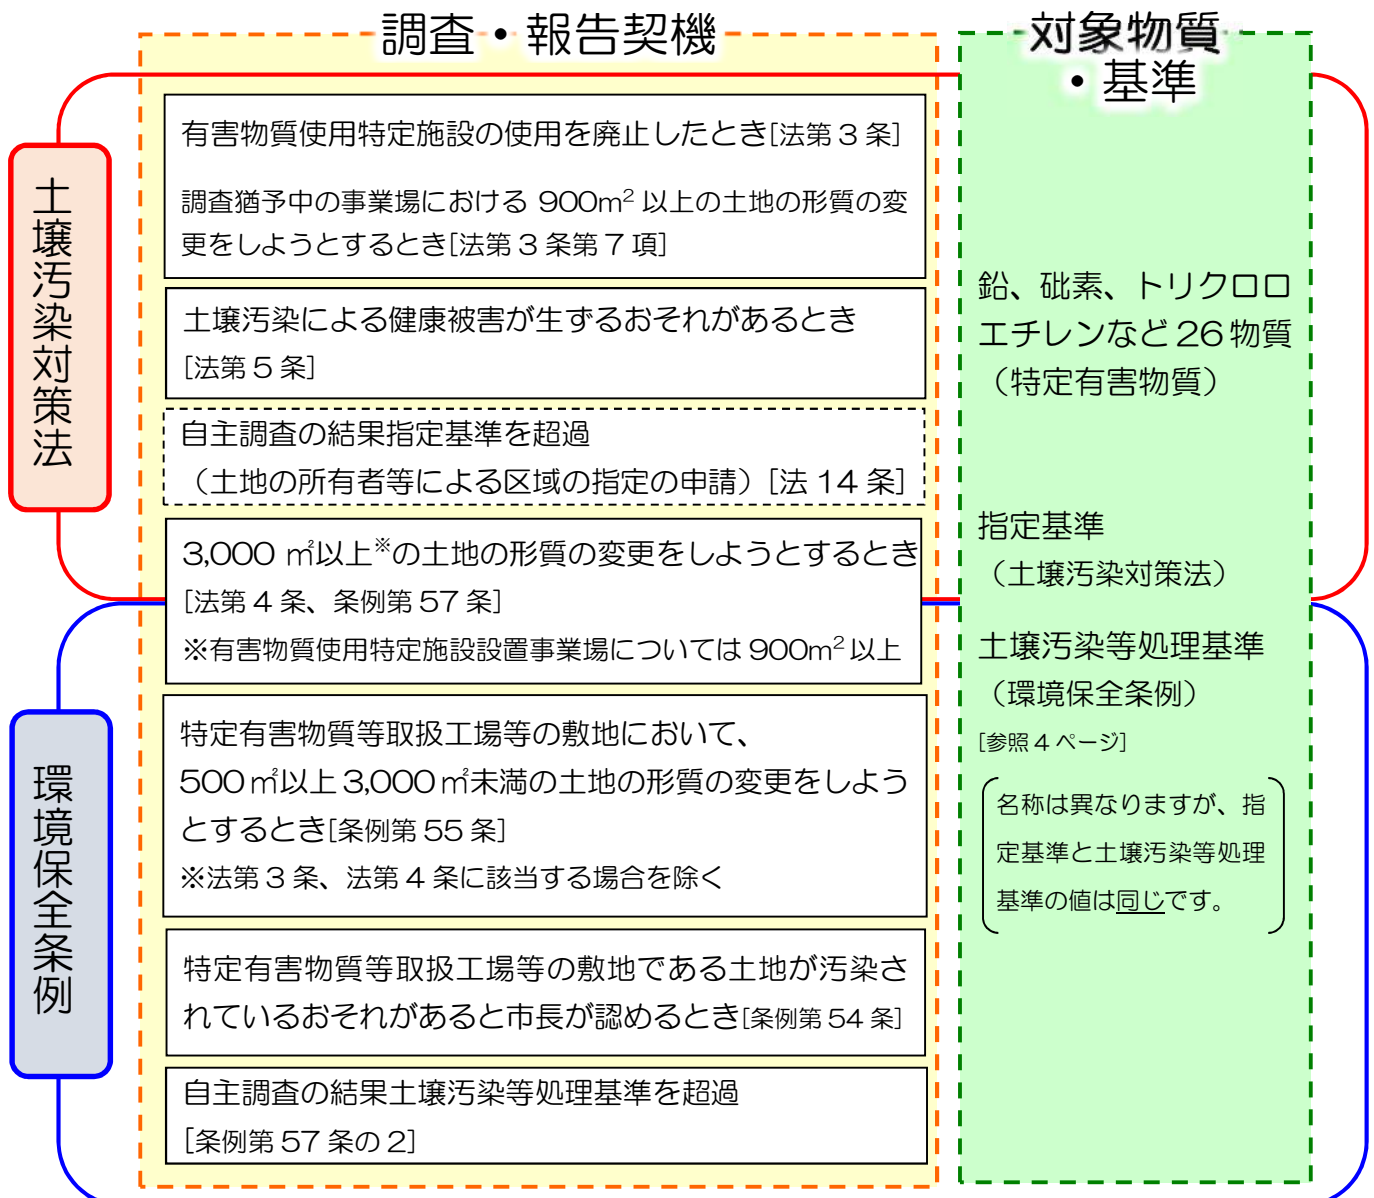 調査・報告契機
対象物質
・基準
土壌汚染対策法
有害物質使用特定施設の使用を廃止したとき[法第3条]
調査猶予中の事業場における 900m² 以上の土地の形質の変
更をしようとするとき[法第3条第7項]
土壌汚染による健康被害が生ずるおそれがあるとき
[法第5条]
自主調査の結果指定基準を超過
（土地の所有者等による区域の指定の申請）[法 14 条]
3,000 ㎡以上※の土地の形質の変更をしようとするとき
[法第4条、条例第57条]
※有害物質使用特定施設設置事業場については900m²以上
環境保全条例
特定有害物質等取扱工場等の敷地において、
500㎡以上3,000㎡未満の土地の形質の変更をしよう
とするとき[条例第55条]
※法第3条、法第4条に該当する場合を除く
特定有害物質等取扱工場等の敷地である土地が汚染さ
れているおそれがあると市長が認めるとき[条例第54条]
自主調査の結果土壌汚染等処理基準を超過
[条例第57条の2]
鉛、砒素、トリクロロ
エチレンなど26物質
（特定有害物質）
指定基準
（土壌汚染対策法）
土壌汚染等処理基準
（環境保全条例）
[参照4ページ]
名称は異なりますが、指
定基準と土壌汚染等処理
基準の値は同じです。